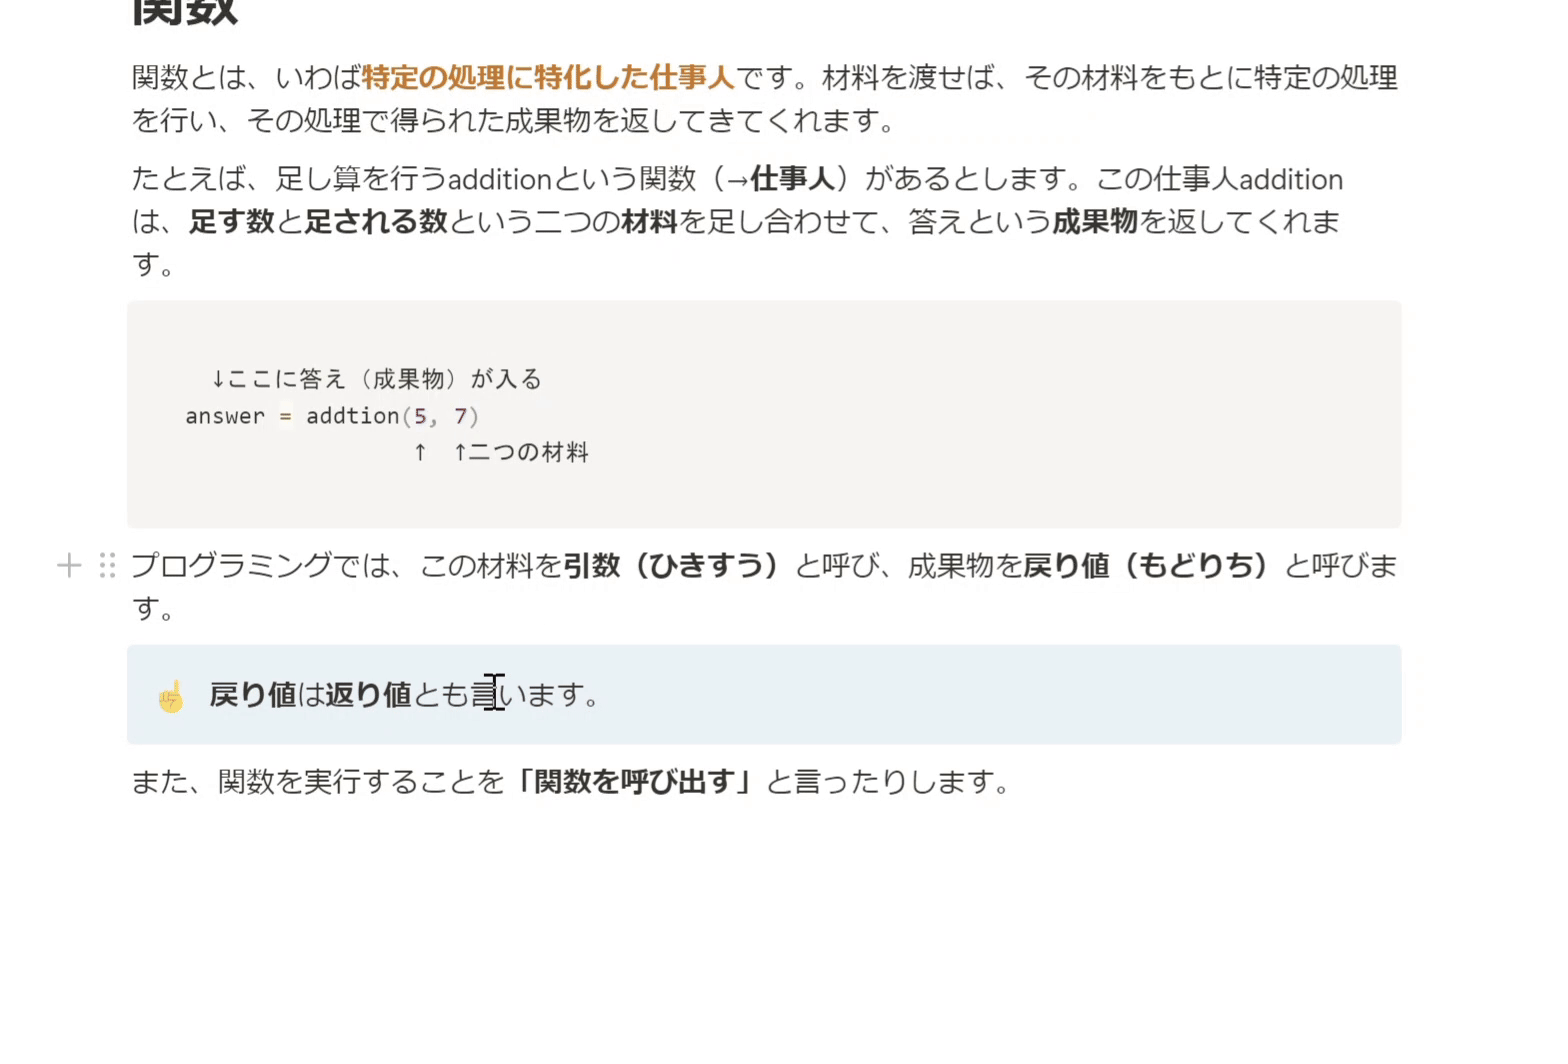 関数
関数とは、いわば特定の処理に特化した仕事人です。材料を渡せば、その材料をもとに特定の処理
を行い、その処理で得られた成果物を返してきてくれます。
たとえば、足し算を行うadditionという関数（→仕事人）があるとします。この仕事人addition
は、足す数と足される数という二つの材料を足し合わせて、答えという成果物を返してくれま
す。
↓ここに答え（成果物）が入る
answer = addtion(5, 7)
↑ ↑二つの材料
プログラミングでは、この材料を引数（ひきすう）と呼び、成果物を戻り値（もどりち）と呼びま
す。
☝ 戻り値は返り値とも言います。
また、関数を実行することを「関数を呼び出す」と言ったりします。